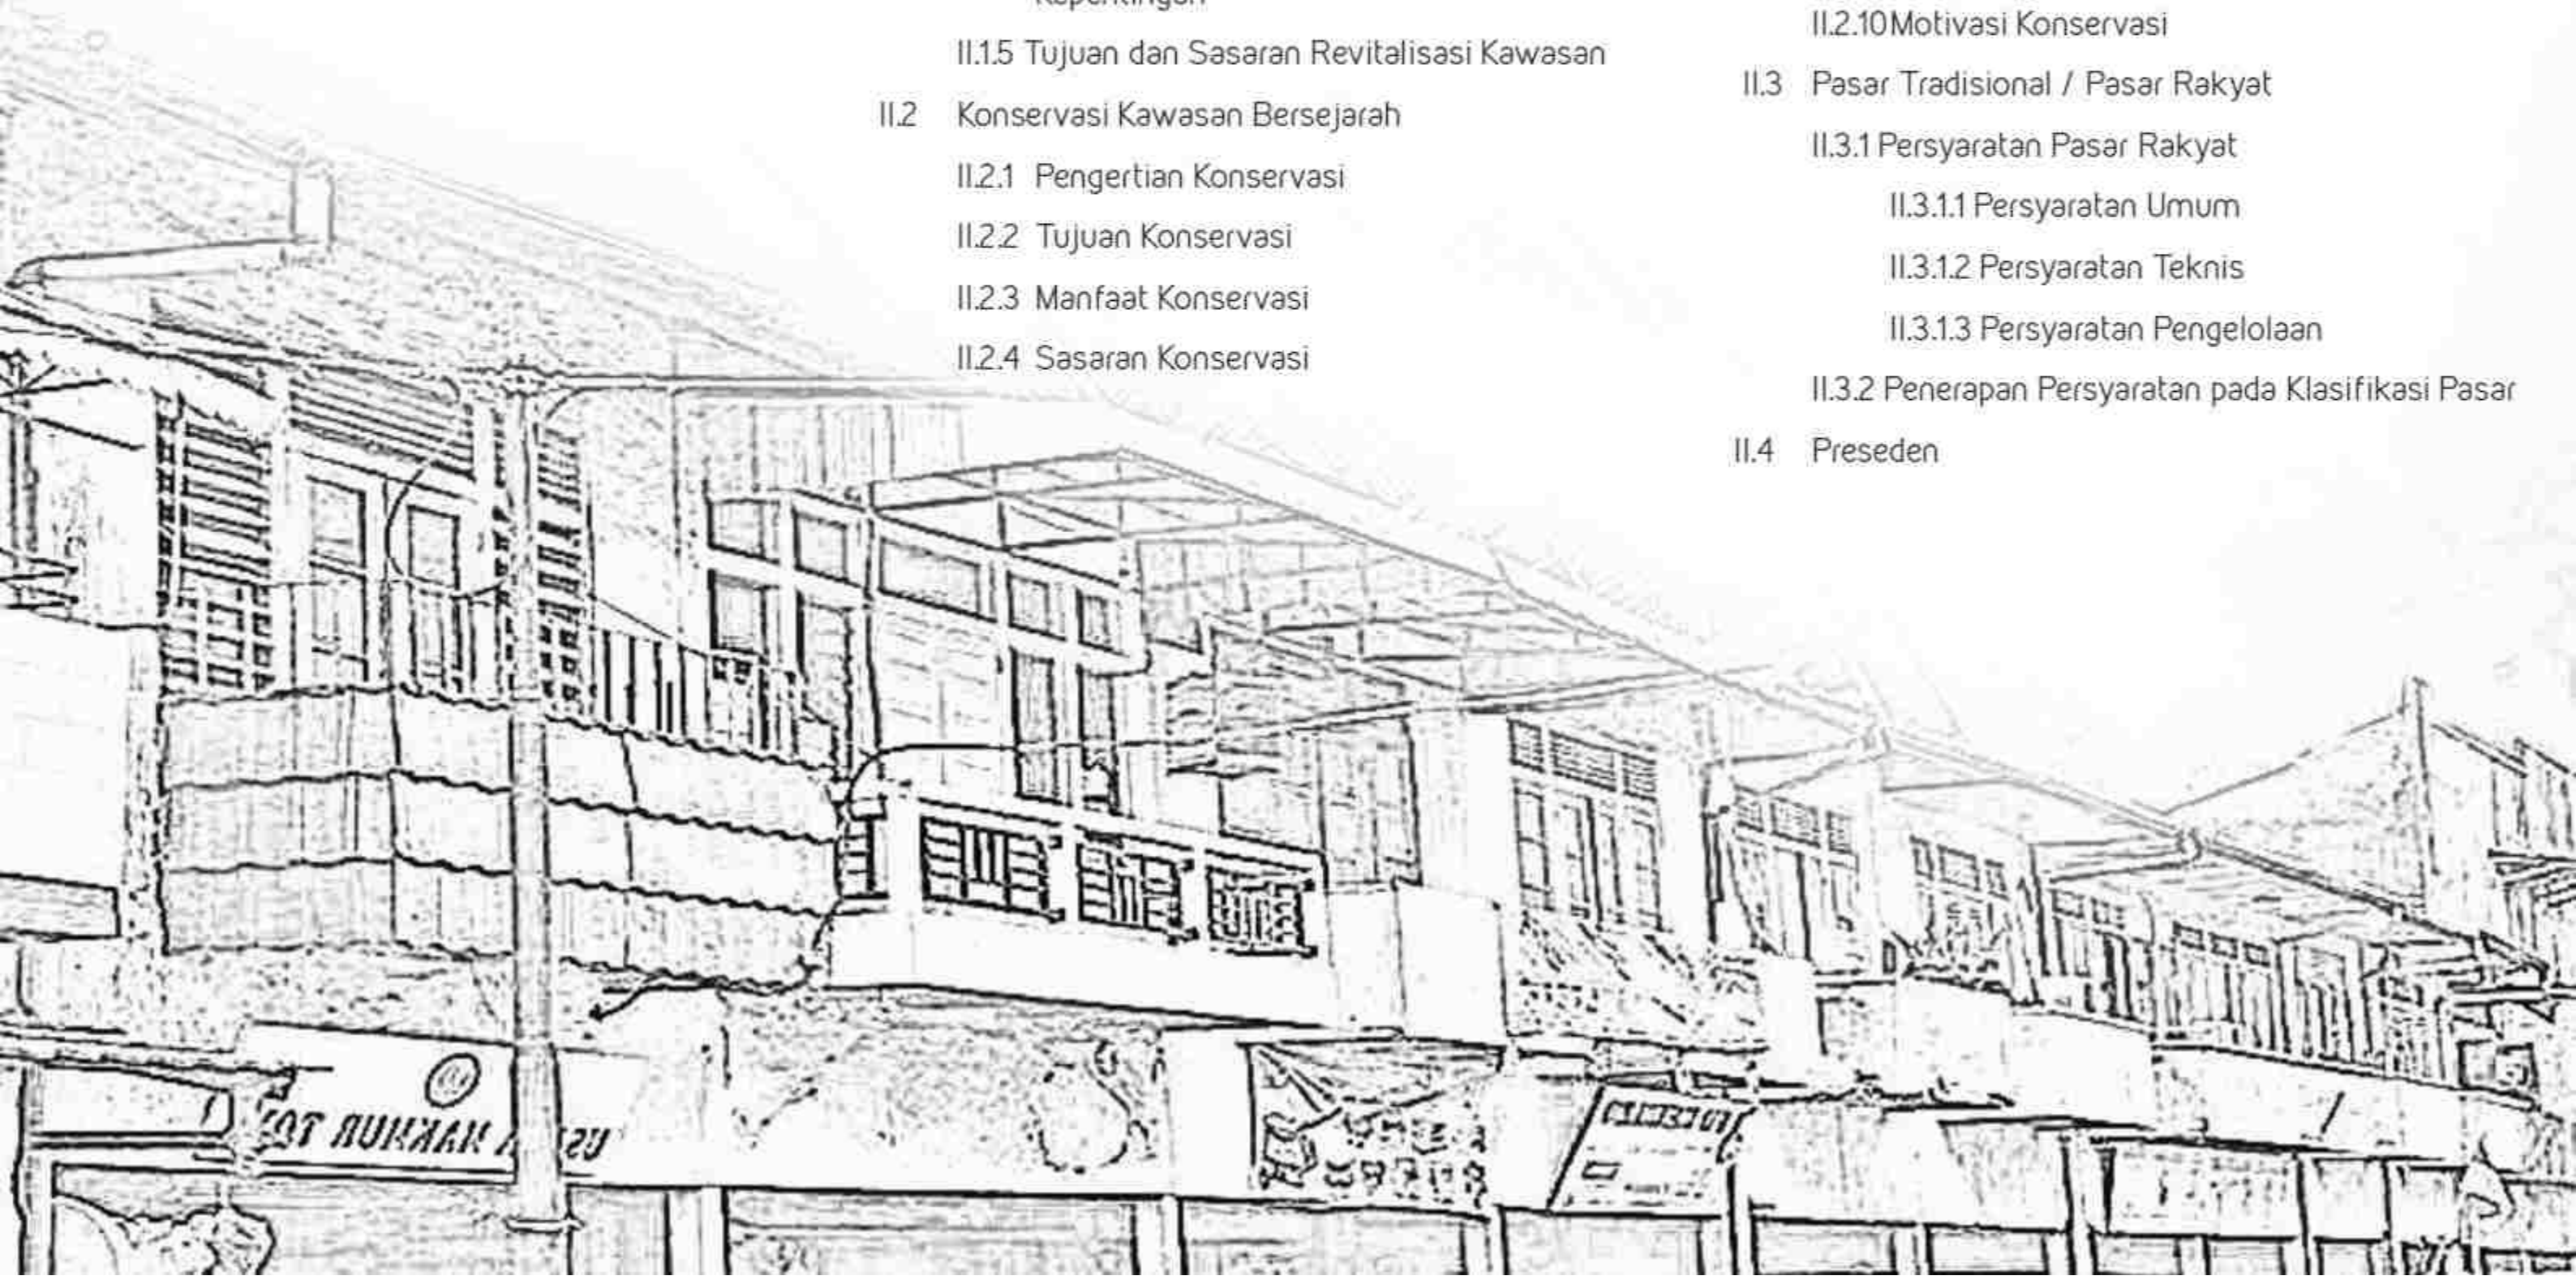 II.1.5 Tujuan dan Sasaran Revitalisasi Kawasan
II.2 Konservasi Kawasan Bersejarah
II.2.1 Pengertian Konservasi
II.2.2 Tujuan Konservasi
II.2.3 Manfaat Konservasi
II.2.4 Sasaran Konservasi
II.2.10 Motivasi Konservasi
II.3 Pasar Tradisional / Pasar Rakyat
II.3.1 Persyaratan Pasar Rakyat
II.3.1.1 Persyaratan Umum
II.3.1.2 Persyaratan Teknis
II.3.1.3 Persyaratan Pengelolaan
II.3.2 Penerapan Persyaratan pada Klasifikasi Pasar
II.4 Preseden